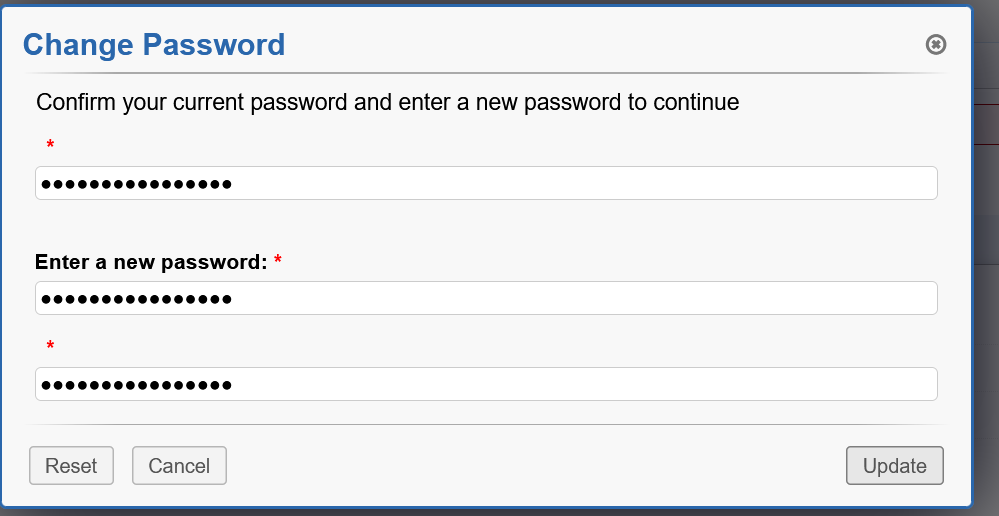 Change Password
Confirm your current password and enter a new password to continue
*
••••••••••••••••
Enter a new password: *
••••••••••••••••
*
••••••••••••••••
Reset Cancel Update